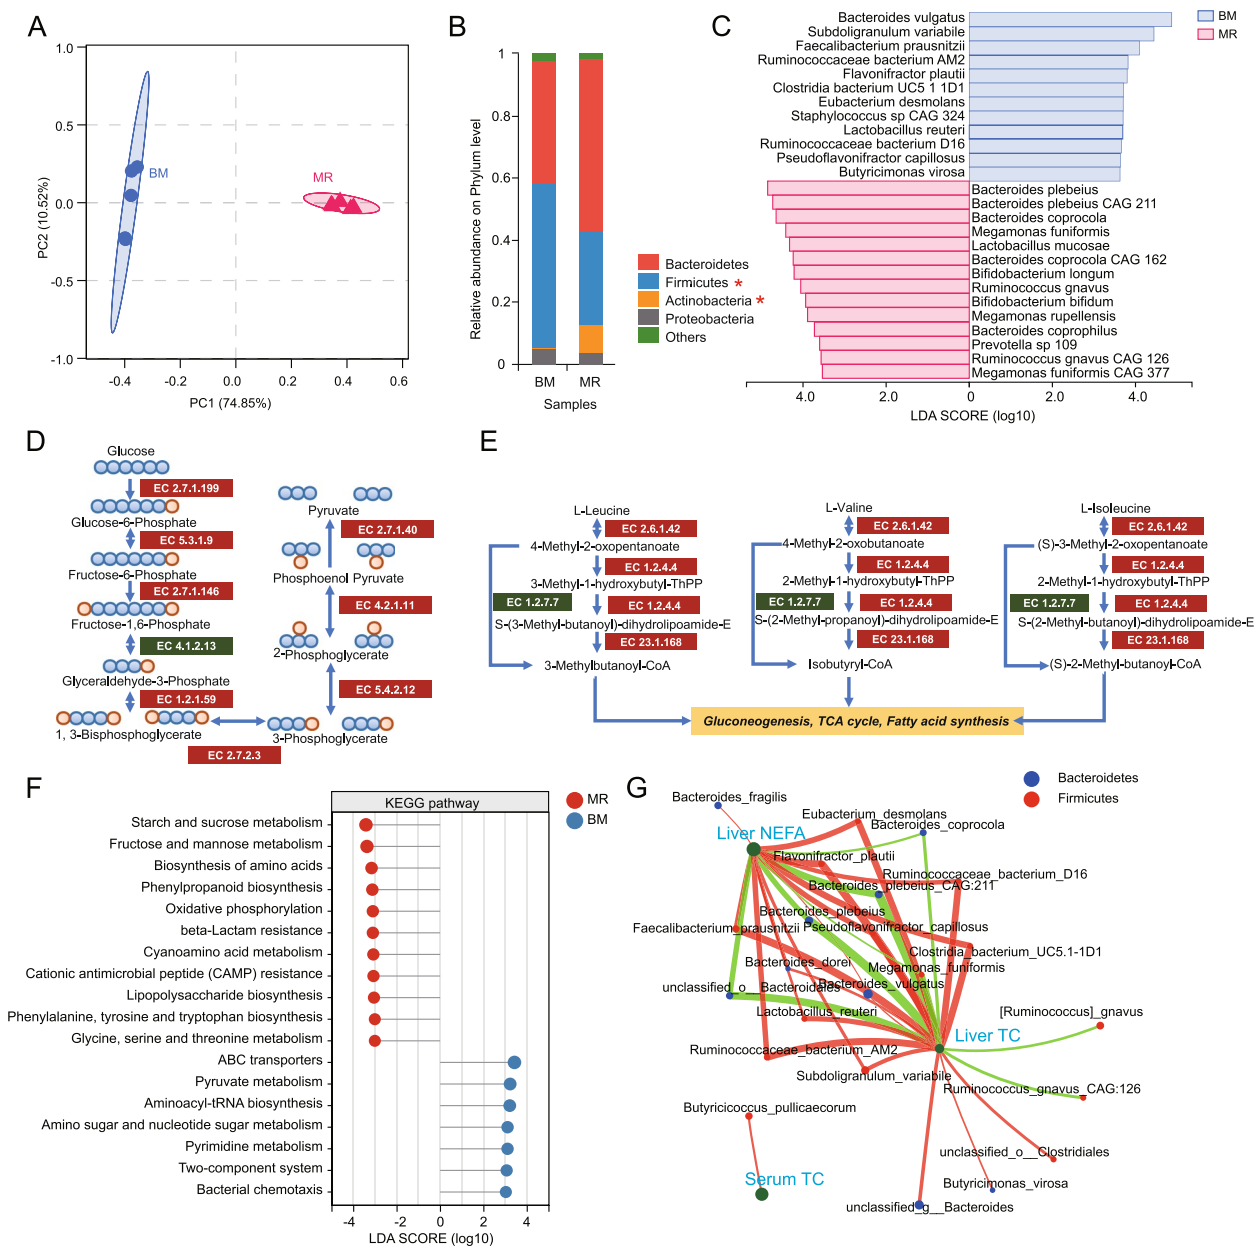 A
1.0
0.5
0.0
-0.5
-1.0
PC2 (10.52%)
BM
MR
-0.4
-0.2
0.0
0.2
0.4
0.6
PC1 (74.85%)
B
Relative abundance on Phylum level
1
0.8
0.6
0.4
0.2
0
BM
MR
Samples
Bacteroidetes
Firmicutes *
Actinobacteria *
Proteobacteria
Others
C
BM
MR
Bacteroides vulgatus
Subdoligranulum variabile
Faecalibacterium prausnitzii
Ruminococcaceae bacterium AM2
Flavonifractor plautii
Clostridia bacterium UC5 1 1D1
Eubacterium desmolans
Staphylococus sp CAG 324
Lactobacillus reuteri
Ruminococcaceae bacterium D16
Pseudoflavonifractor capillosus
Butyricimonas virosa
Bacteroides plebeius
Bacteroides plebeius CAG 211
Bacteroides coprocola
Megamonas funiformis
Lactobacillus mucosae
Bacteroides coprocola CAG 162
Bifidobacterium longum
Ruminococcus gnavus
Bifidobacterium bifidum
Megamonas rupellensis
Bacteroides coprophilus
Prevotella sp 109
Ruminococcus gnavus CAG 126
Megamonas funiformis CAG 377
4.0
2.0
0.0
2.0
4.0
LDA SCORE (log10)
D
Glucose
EC 2.7.1.199
Glucose-6-Phosphate
EC 5.3.1.9
Fructose-6-Phosphate
EC 2.7.1.146
Fructose-1,6-Phosphate
EC 4.1.2.13
Glyceraldehyde-3-Phosphate
EC 1.2.1.59
1, 3-Bisphosphoglycerate
EC 2.7.2.3
3-Phosphoglycerate
EC 5.4.2.12
2-Phosphoglycerate
EC 4.2.1.11
Phosphoenol Pyruvate
EC 2.7.1.40
Pyruvate
E
L-Leucine
EC 2.6.1.42
4-Methyl-2-oxopentanoate
EC 1.2.4.4
3-Methyl-1-hydroxybutyl-ThPP
EC 1.2.7.7
EC 1.2.4.4
S-(3-Methyl-butanoyl)-dihydrolipoamide-E
EC 23.1.168
3-Methylbutanoyl-CoA
L-Valine
EC 2.6.1.42
4-Methyl-2-oxobutanoate
EC 1.2.4.4
2-Methyl-1-hydroxybutyl-ThPP
EC 1.2.7.7
EC 1.2.4.4
S-(2-Methyl-propanoyl)-dihydrolipoamide-E
EC 23.1.168
Isobutyryl-CoA
L-Isoleucine
EC 2.6.1.42
(S)-3-Methyl-2-oxopentanoate
EC 1.2.4.4
2-Methyl-1-hydroxybutyl-ThPP
EC 1.2.7.7
EC 1.2.4.4
S-(2-Methyl-butanoyl)-dihydrolipoamide-E
EC 23.1.168
(S)-2-Methyl-butanoyl-CoA
Gluconeogenesis, TCA cycle, Fatty acid synthesis
F
KEGG pathway
MR
BM
Starch and sucrose metabolism
Fructose and mannose metabolism
Biosynthesis of amino acids
Phenylpropanoid biosynthesis
Oxidative phosphorylation
beta-Lactam resistance
Cyanoamino acid metabolism
Cationic antimicrobial peptide (CAMP) resistance
Lipopolysaccharide biosynthesis
Phenylalanine, tyrosine and tryptophan biosynthesis
Glycine, serine and threonine metabolism
ABC transporters
Pyruvate metabolism
Aminoacyl-tRNA biosynthesis
Amino sugar and nucleotide sugar metabolism
Pyrimidine metabolism
Two-component system
Bacterial chemotaxis
-4
-2
0
2
4
LDA SCORE (log10)
G
Bacteroidetes
Firmicutes
Bacteroides_fragilis
Eubacterium_desmolans
Bacteroides_coprocola
Liver NEFA
Flavonifractor_plautii
Ruminococcaceae_bacterium_D16
Bacteroides_plebeius_CAG:211
Bacteroides_plebeius
Faecalibacterium_prausnitzii
Pseudoflavonifractor_capillosus
Clostridia_bacterium_UC5.1-1D1
Bacteroides_dorei
Megamonas_funiformis
unclassified_o__Bacteroidales
Bacteroides_vulgatus
Lactobacillus_reuteri
[Ruminococcus]_gnavus
Liver TC
Ruminococcaceae_bacterium_AM2
Subdoligranulum_variabile
Ruminococcus_gnavus_CAG:126
Butyricicoccus_pullicaecorum
unclassified_o__Clostridiales
Serum TC
Butyricimonas_virosa
unclassified_g__Bacteroides